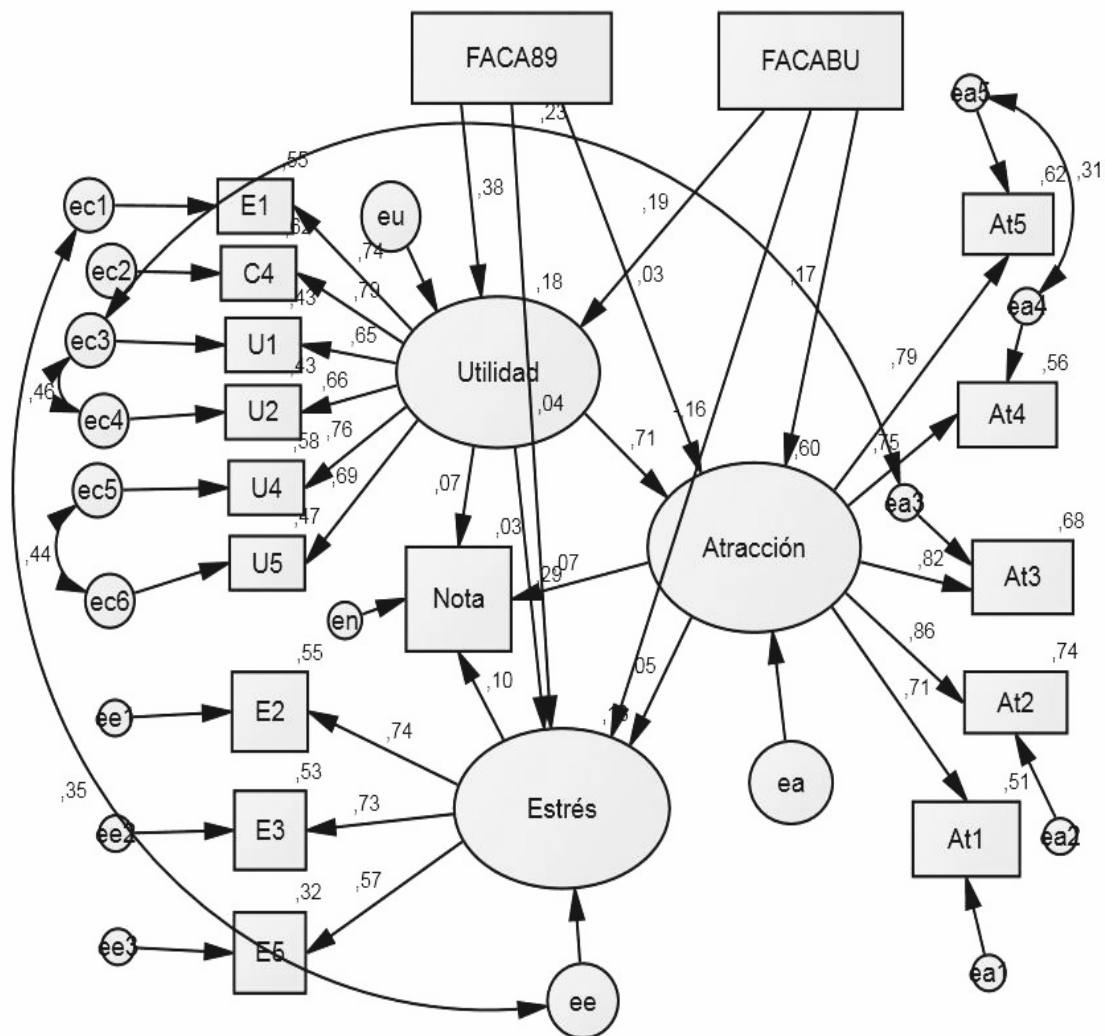 FACA89 FACABU
,23
ea5
,55
,62 ,31
ec1 E1 eu ,38 ,19 At5
,62 ,74
ec2 C4 ,18 ,03 ,17
,43 ,79 ea4
ec3 U1 ,65 Utilidad ,79 ,56
,43 ,66
,46 ec4 U2 ,04 -,16 At4
,58 ,76 ,71 ,60 ,75
ec5 U4 ,69 ,07 ea3
,47 ,03 Atracción ,68
,44 U5 ,29 ,07 ,82 At3
ec6 Nota
en ,86
,55 ,10 ,05 ,71 ,74
ee1 E2 ,74 At2
,53 ea ,51
,35 ee2 E3 ,73 Estrés At1 ea2
,32 ,57
ee3 E5 ea1
ee